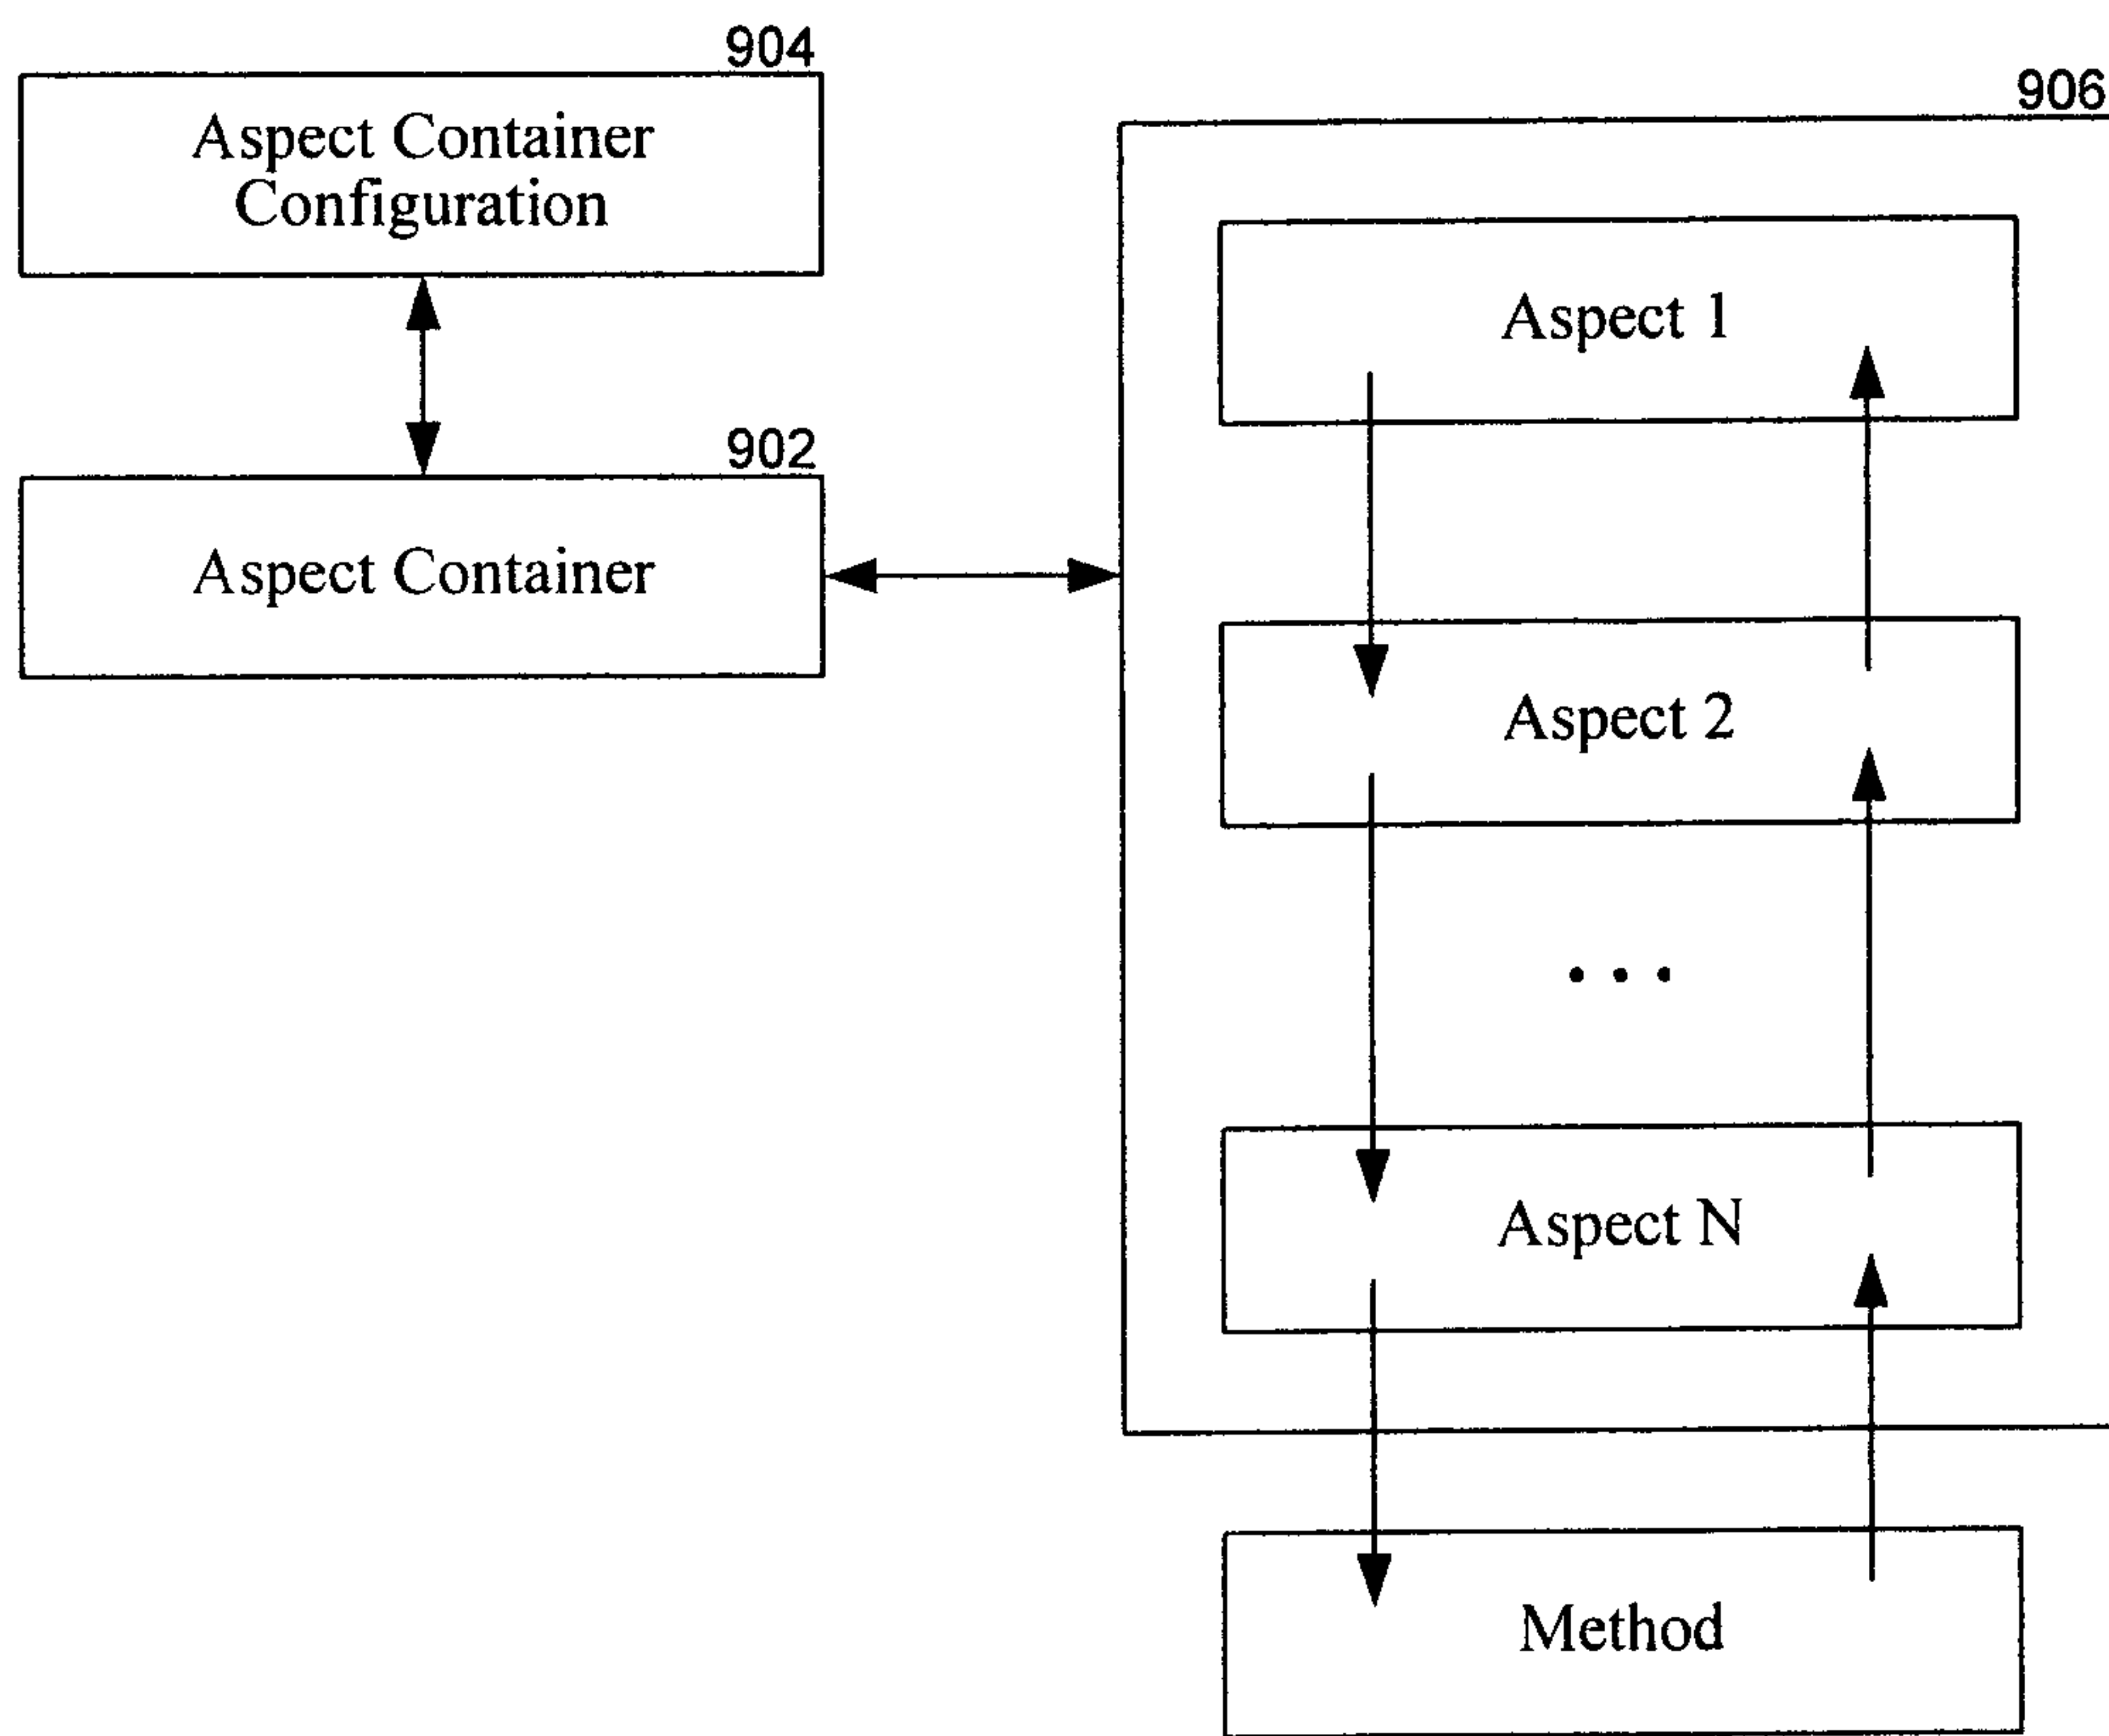 904
Aspect Container
Configuration
902
Aspect Container
906
Aspect 1
Aspect 2
...
Aspect N
Method